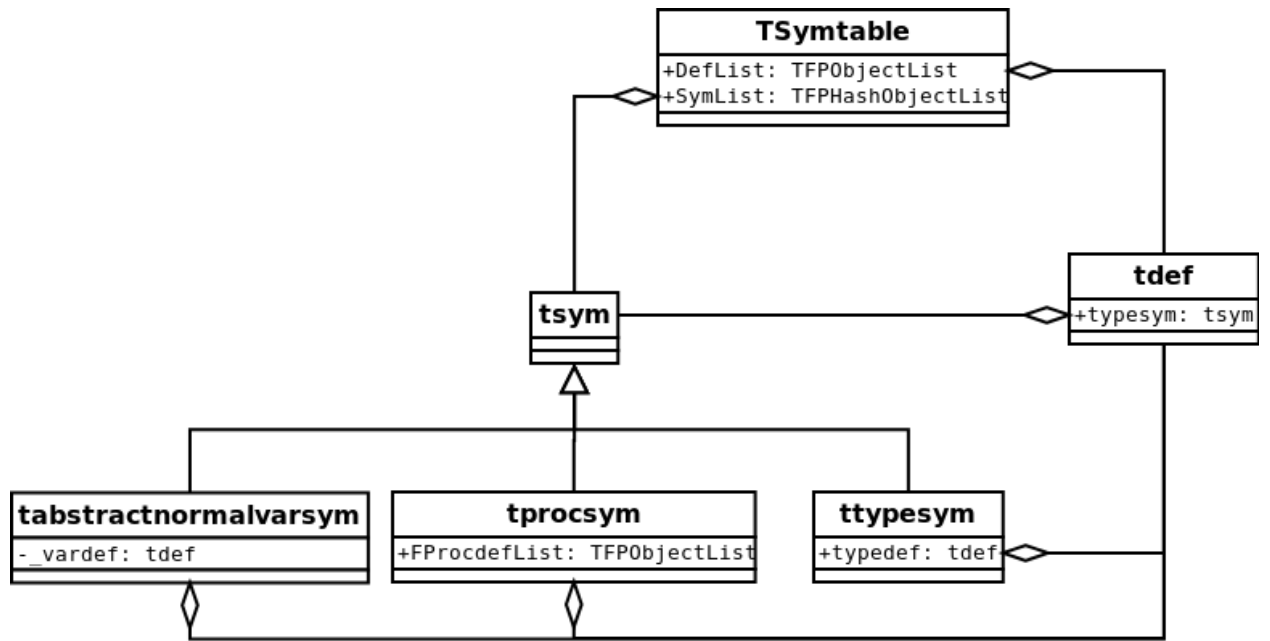 TSymtable
+DefList: TFPObjectList
+SymList: TFPHashObjectList
tdef
+typesym: tsym
tsym
tabstractnormalvarsym
-_vardef: tdef
tprocsym
+FProcdefList: TFPObjectList
ttypesym
+typedef: tdef